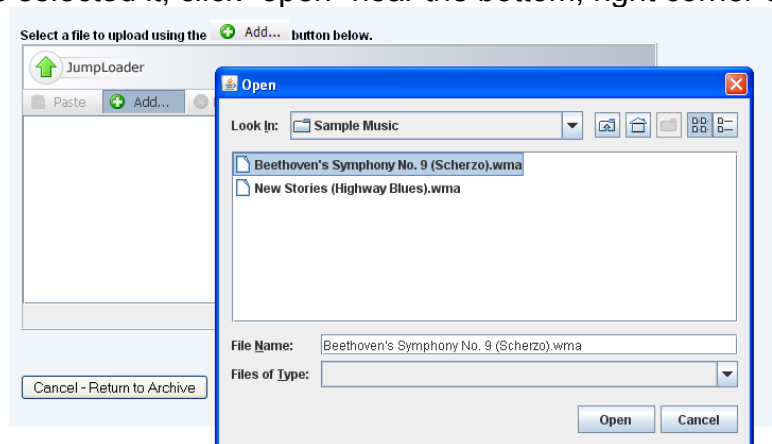 selected it, click "open" near the bottom, right corner
Select a file to upload using the Add... button below.
JumpLoader
Paste Add...
Open
Look In: Sample Music
Beethoven's Symphony No. 9 (Scherzo).wma
New Stories (Highway Blues).wma
File Name: Beethoven's Symphony No. 9 (Scherzo).wma
Files of Type:
Cancel - Return to Archive
Open Cancel